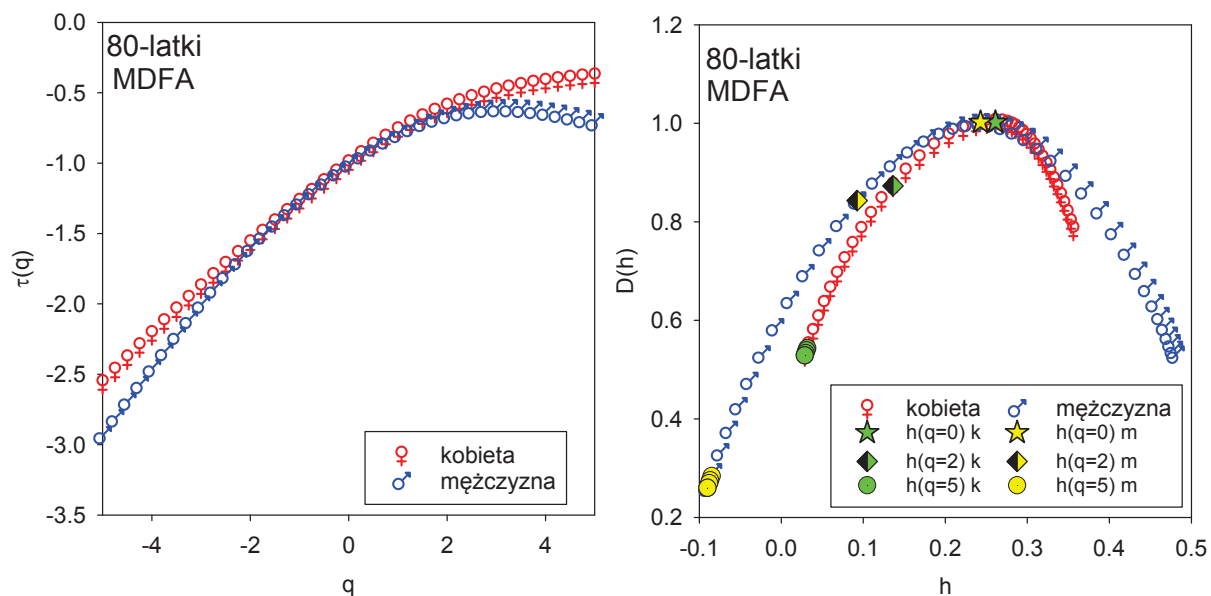 80-latki
MDFA
0.0
-0.5
-1.0
-1.5
-2.0
-2.5
-3.0
-3.5
τ(q)
-4
-2
0
2
4
q
kobieta
mężczyzna
80-latki
MDFA
1.2
1.0
0.8
0.6
0.4
0.2
D(h)
-0.1
0.0
0.1
0.2
0.3
0.4
0.5
h
kobieta mężczyzna
h(q=0) k h(q=0) m
h(q=2) k h(q=2) m
h(q=5) k h(q=5) m